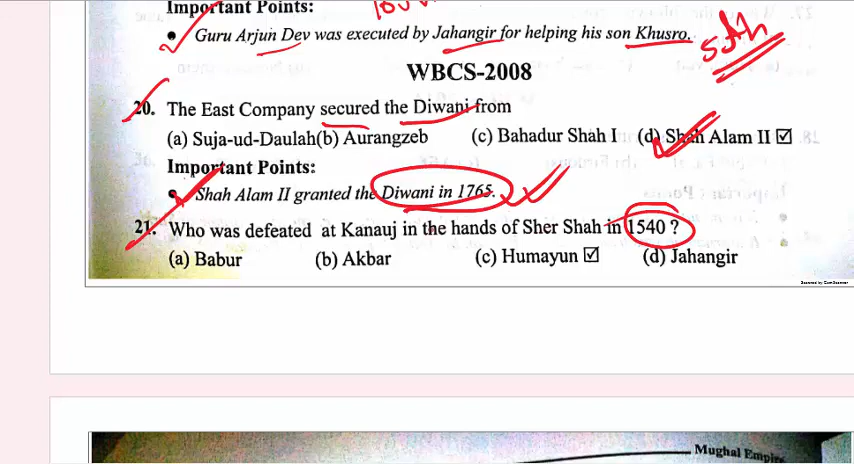 Important Points:
• Guru Arjun Dev was executed by Jahangir for helping his son Khusro.
5th
WBCS-2008
20. The East Company secured the Diwani from
(a) Suja-ud-Daulah(b) Aurangzeb (c) Bahadur Shah I (d) Shah Alam II ☑
Important Points:
• Shah Alam II granted the Diwani in 1765.
21. Who was defeated at Kanauj in the hands of Sher Shah in 1540 ?
(a) Babur (b) Akbar (c) Humayun ☑ (d) Jahangir
Scanned by CamScanner
Mughal Empire